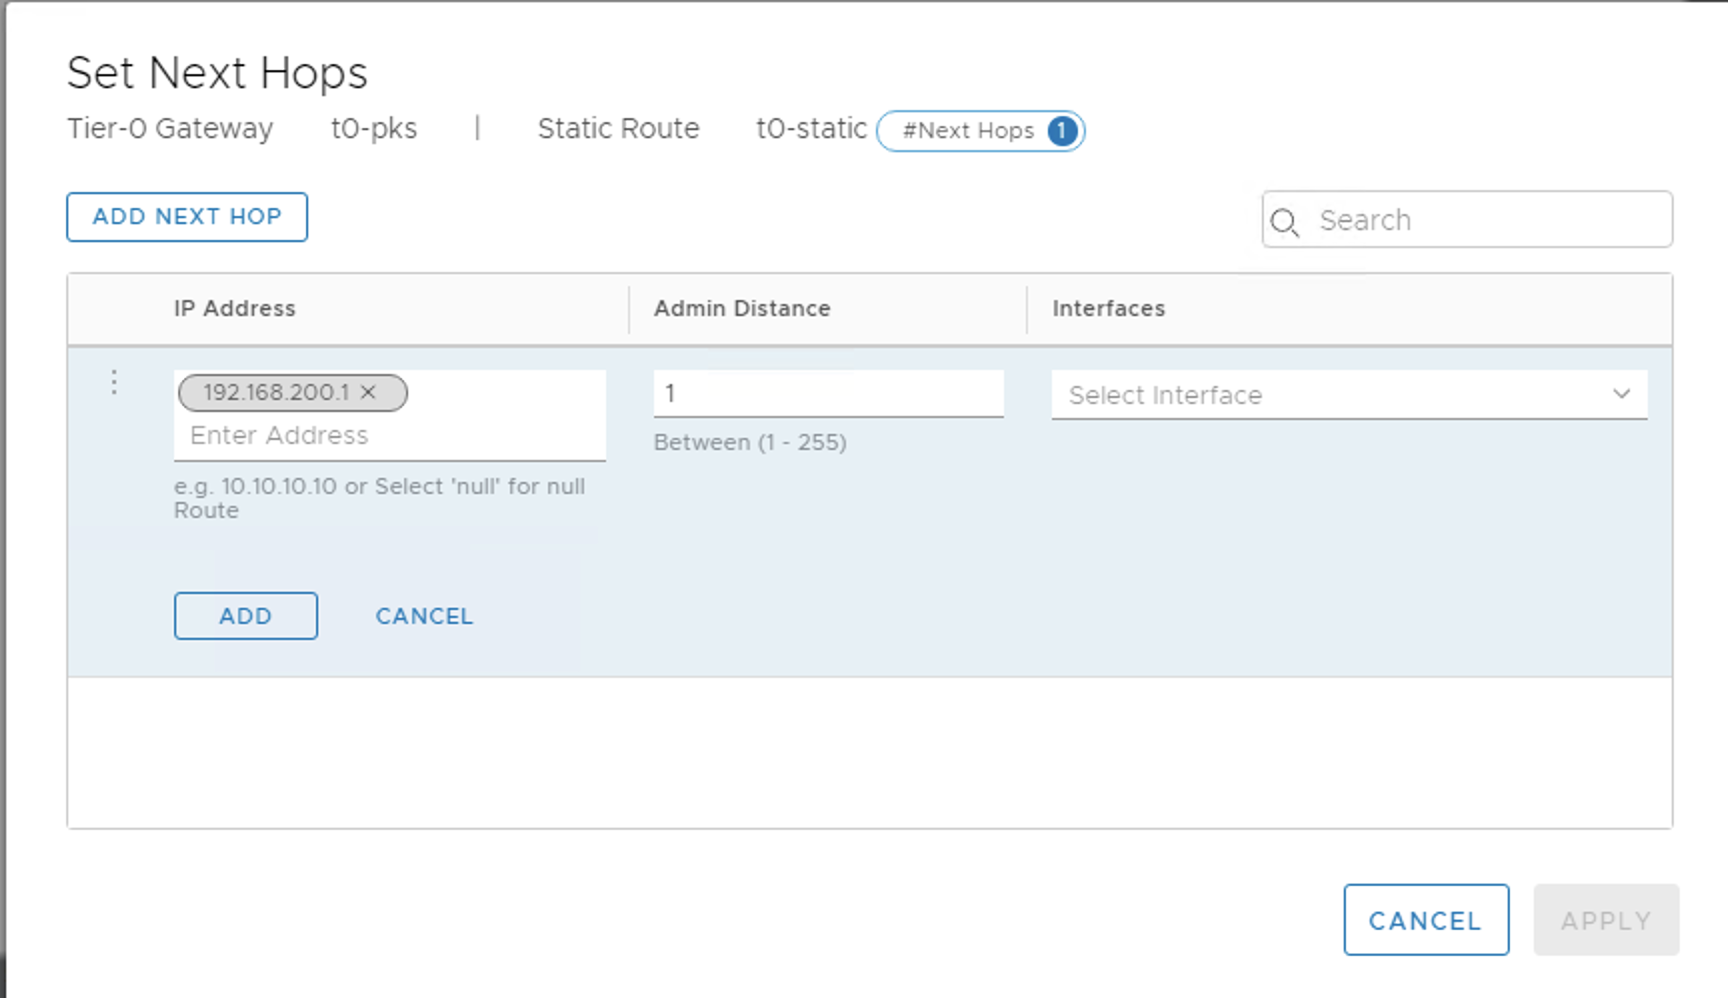 Set Next Hops
Tier-0 Gateway t0-pks | Static Route t0-static #Next Hops 1
ADD NEXT HOP
Search
IP Address Admin Distance Interfaces
192.168.200.1 × 1 Select Interface
Enter Address Between (1 - 255)
e.g. 10.10.10.10 or Select 'null' for null
Route
ADD CANCEL
CANCEL APPLY